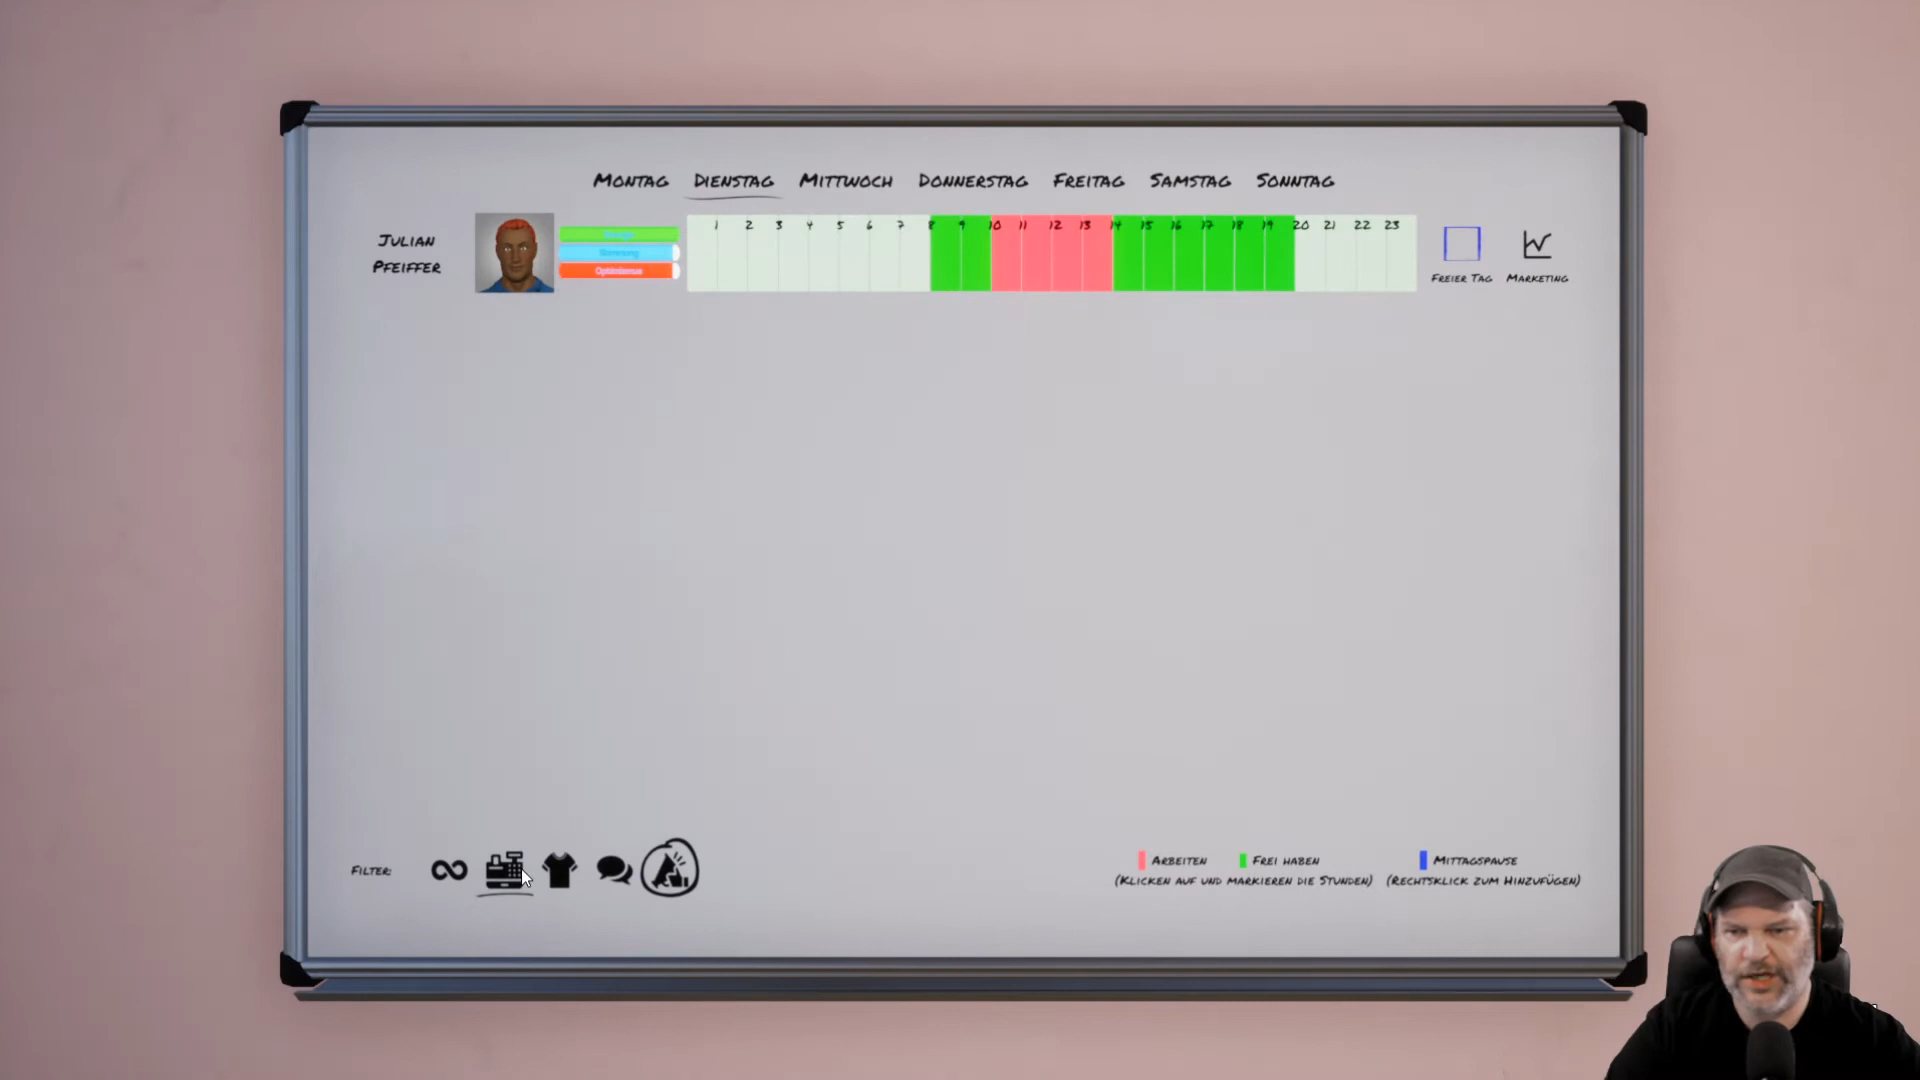 Montag Dienstag Mittwoch Donnerstag Freitag Samstag Sonntag
Julian
Pfeiffer
Optimismus
1 2 3 4 5 6 7 8 9 10 11 12 13 14 15 16 17 18 19 20 21 22 23
Freier Tag
Marketing
Filter:
Arbeiten
Frei haben
(Klicken auf und markieren die Stunden)
Mittagspause
(Rechtsklick zum Hinzufügen)